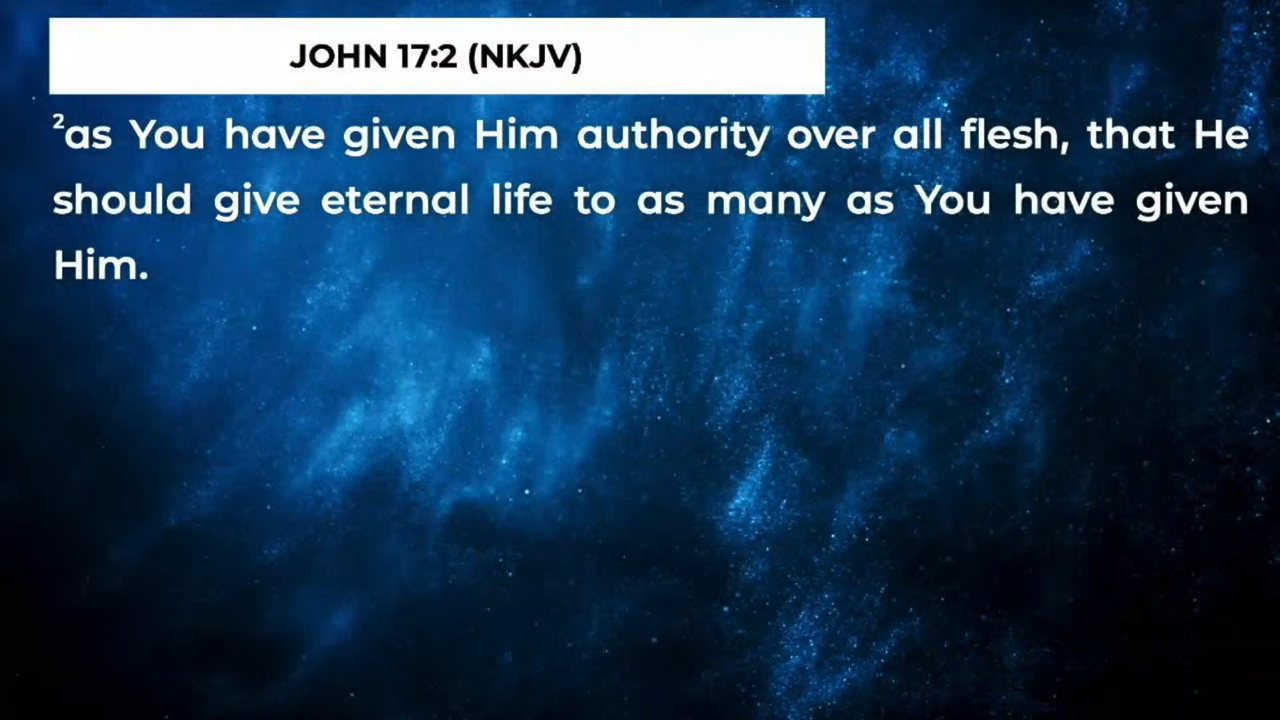 JOHN 17:2 (NKJV)
²as You have given Him authority over all flesh, that He
should give eternal life to as many as You have given
Him.